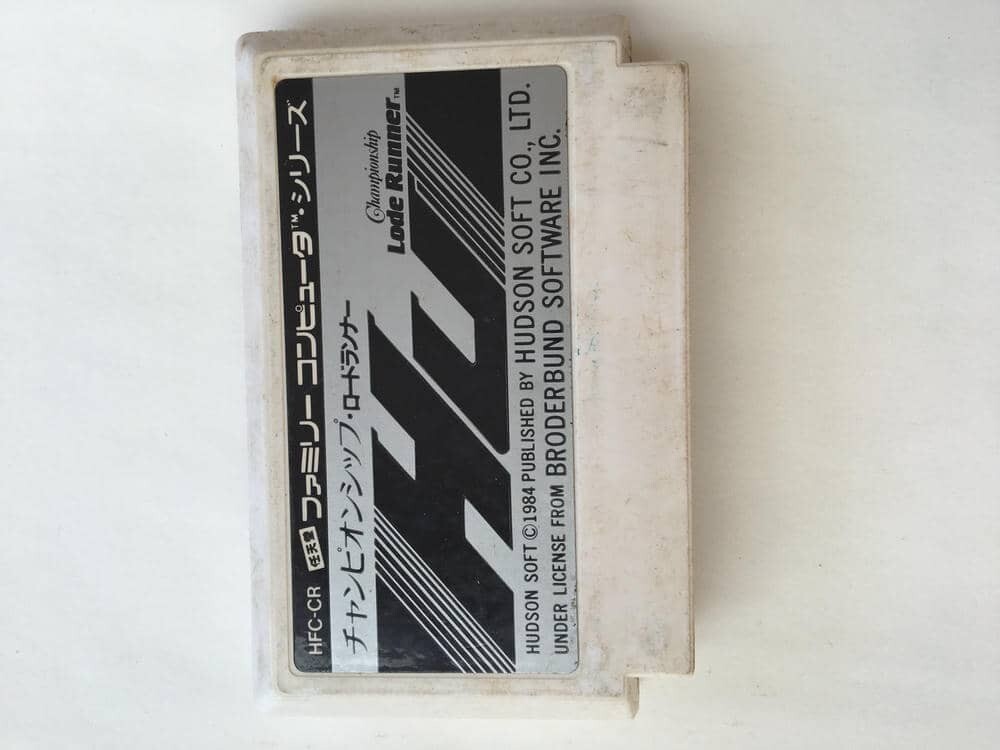 HFC-CR 任天堂 ファミリー コンピュータ™・シリーズ
チャンピオンシップ・ロードランナー
Championship
Lode Runner™
HUDSON SOFT ©1984 PUBLISHED BY HUDSON SOFT CO., LTD.
UNDER LICENSE FROM BRODERBUND SOFTWARE INC.